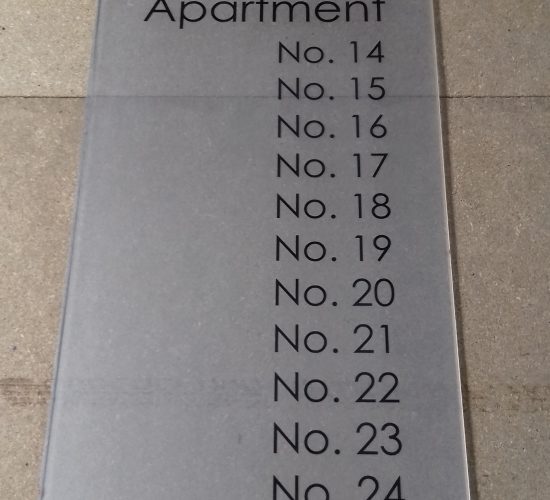 Apartment
No. 14
No. 15
No. 16
No. 17
No. 18
No. 19
No. 20
No. 21
No. 22
No. 23
No. 24